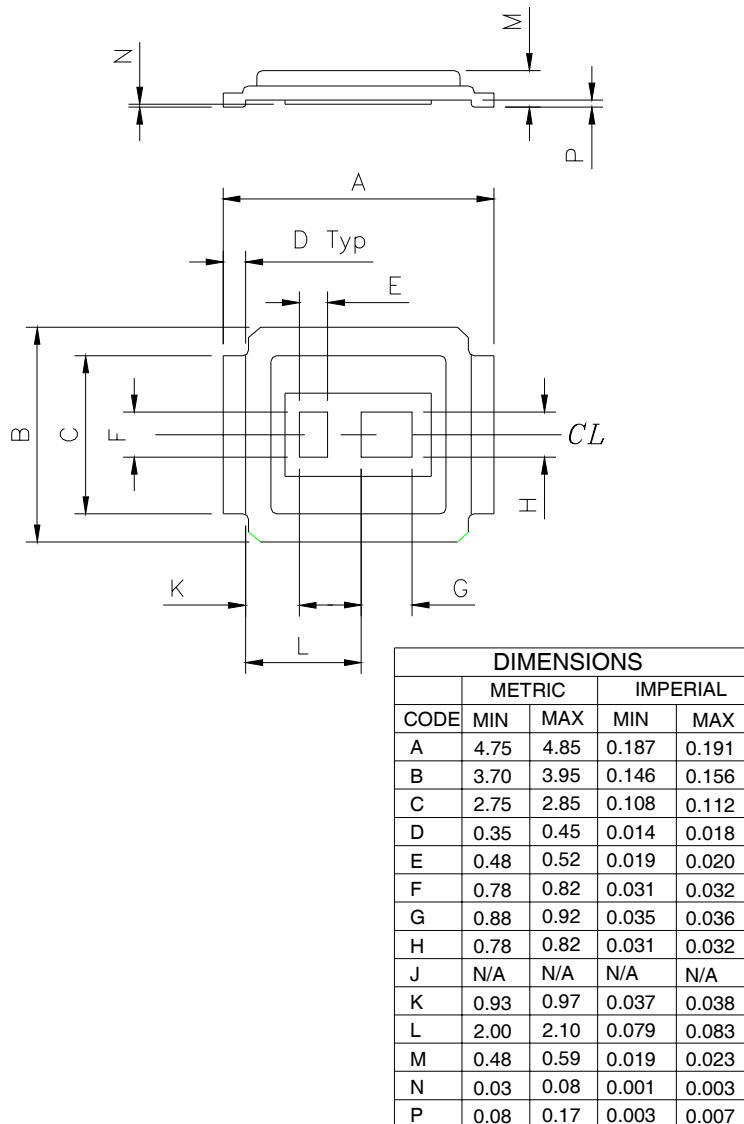 N
M
P
A
D Typ
E
B
C
F
CL
H
K
G
L
DIMENSIONS
METRIC IMPERIAL
CODE MIN MAX MIN MAX
A 4.75 4.85 0.187 0.191
B 3.70 3.95 0.146 0.156
C 2.75 2.85 0.108 0.112
D 0.35 0.45 0.014 0.018
E 0.48 0.52 0.019 0.020
F 0.78 0.82 0.031 0.032
G 0.88 0.92 0.035 0.036
H 0.78 0.82 0.031 0.032
J N/A N/A N/A N/A
K 0.93 0.97 0.037 0.038
L 2.00 2.10 0.079 0.083
M 0.48 0.59 0.019 0.023
N 0.03 0.08 0.001 0.003
P 0.08 0.17 0.003 0.007